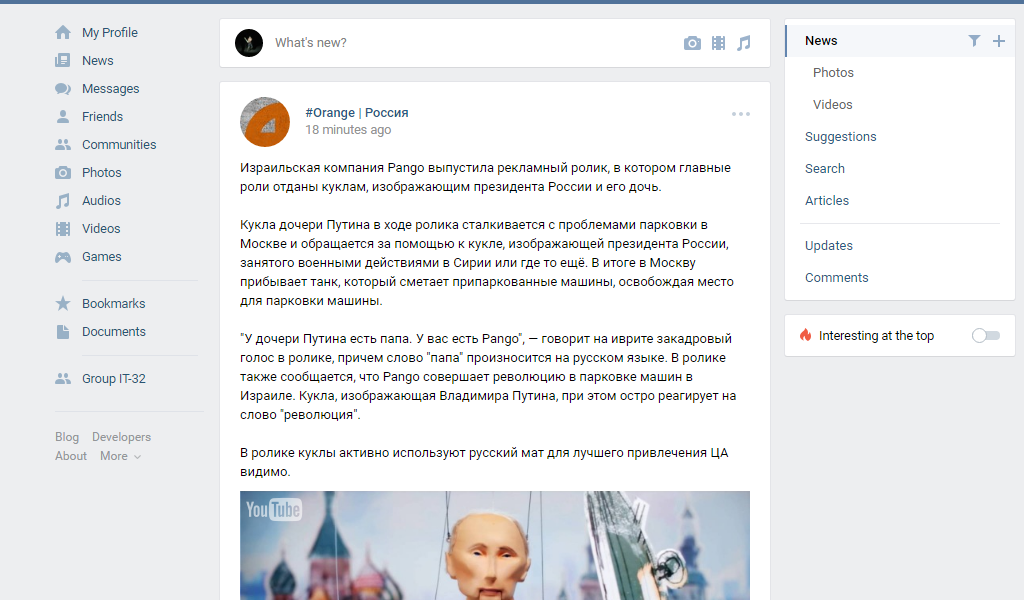 My Profile
News
Messages
Friends
Communities
Photos
Audios
Videos
Games
Bookmarks
Documents
Group IT-32
Blog Developers
About More
What's new?
#Orange | Россия
18 minutes ago
Израильская компания Pango выпустила рекламный ролик, в котором главные
роли отданы куклам, изображающим президента России и его дочь.
Кукла дочери Путина в ходе ролика сталкивается с проблемами парковки в
Москве и обращается за помощью к кукле, изображающей президента России,
занятого военными действиями в Сирии или где то ещё. В итоге в Москву
прибывает танк, который сметает припаркованные машины, освобождая место
для парковки машины.
"У дочери Путина есть папа. У вас есть Pango", — говорит на иврите закадровый
голос в ролике, причем слово "папа" произносится на русском языке. В ролике
также сообщается, что Pango совершает революцию в парковке машин в
Израиле. Кукла, изображающая Владимира Путина, при этом остро реагирует на
слово "революция".
В ролике куклы активно используют русский мат для лучшего привлечения ЦА
видимо.
YouTube
News
Photos
Videos
Suggestions
Search
Articles
Updates
Comments
Interesting at the top